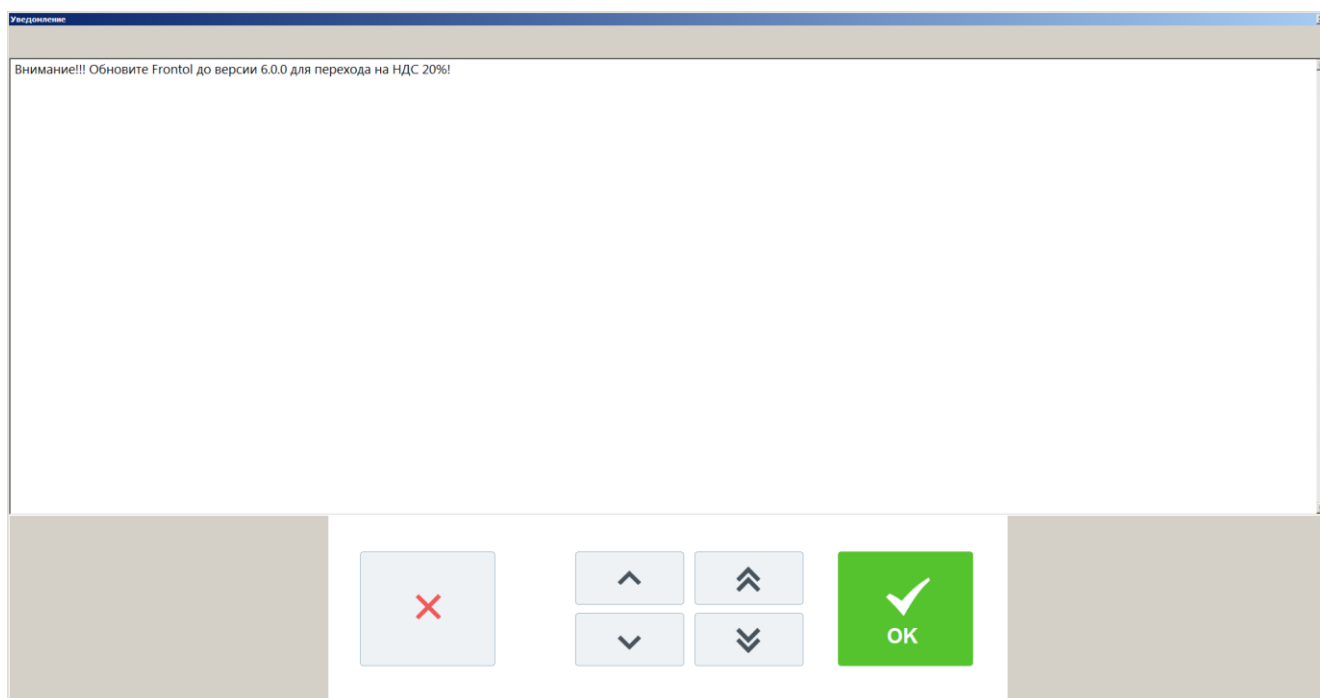 Уведомление
Внимание!!! Обновите Frontol до версии 6.0.0 для перехода на НДС 20%!
OK